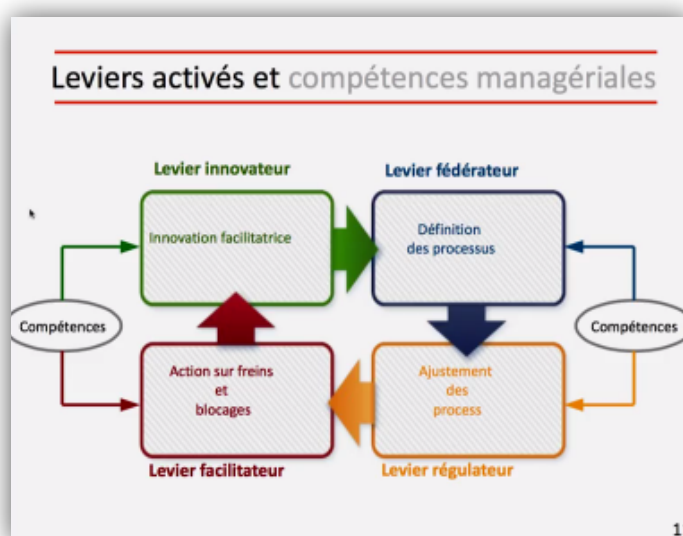 Leviers activés et compétences managériales
Levier innovateur
Levier fédérateur
Innovation facilitatrice
Définition
des processus
Compétences
Compétences
Action sur freins
et
blocages
Ajustement
des
process
Levier facilitateur
Levier régulateur
1